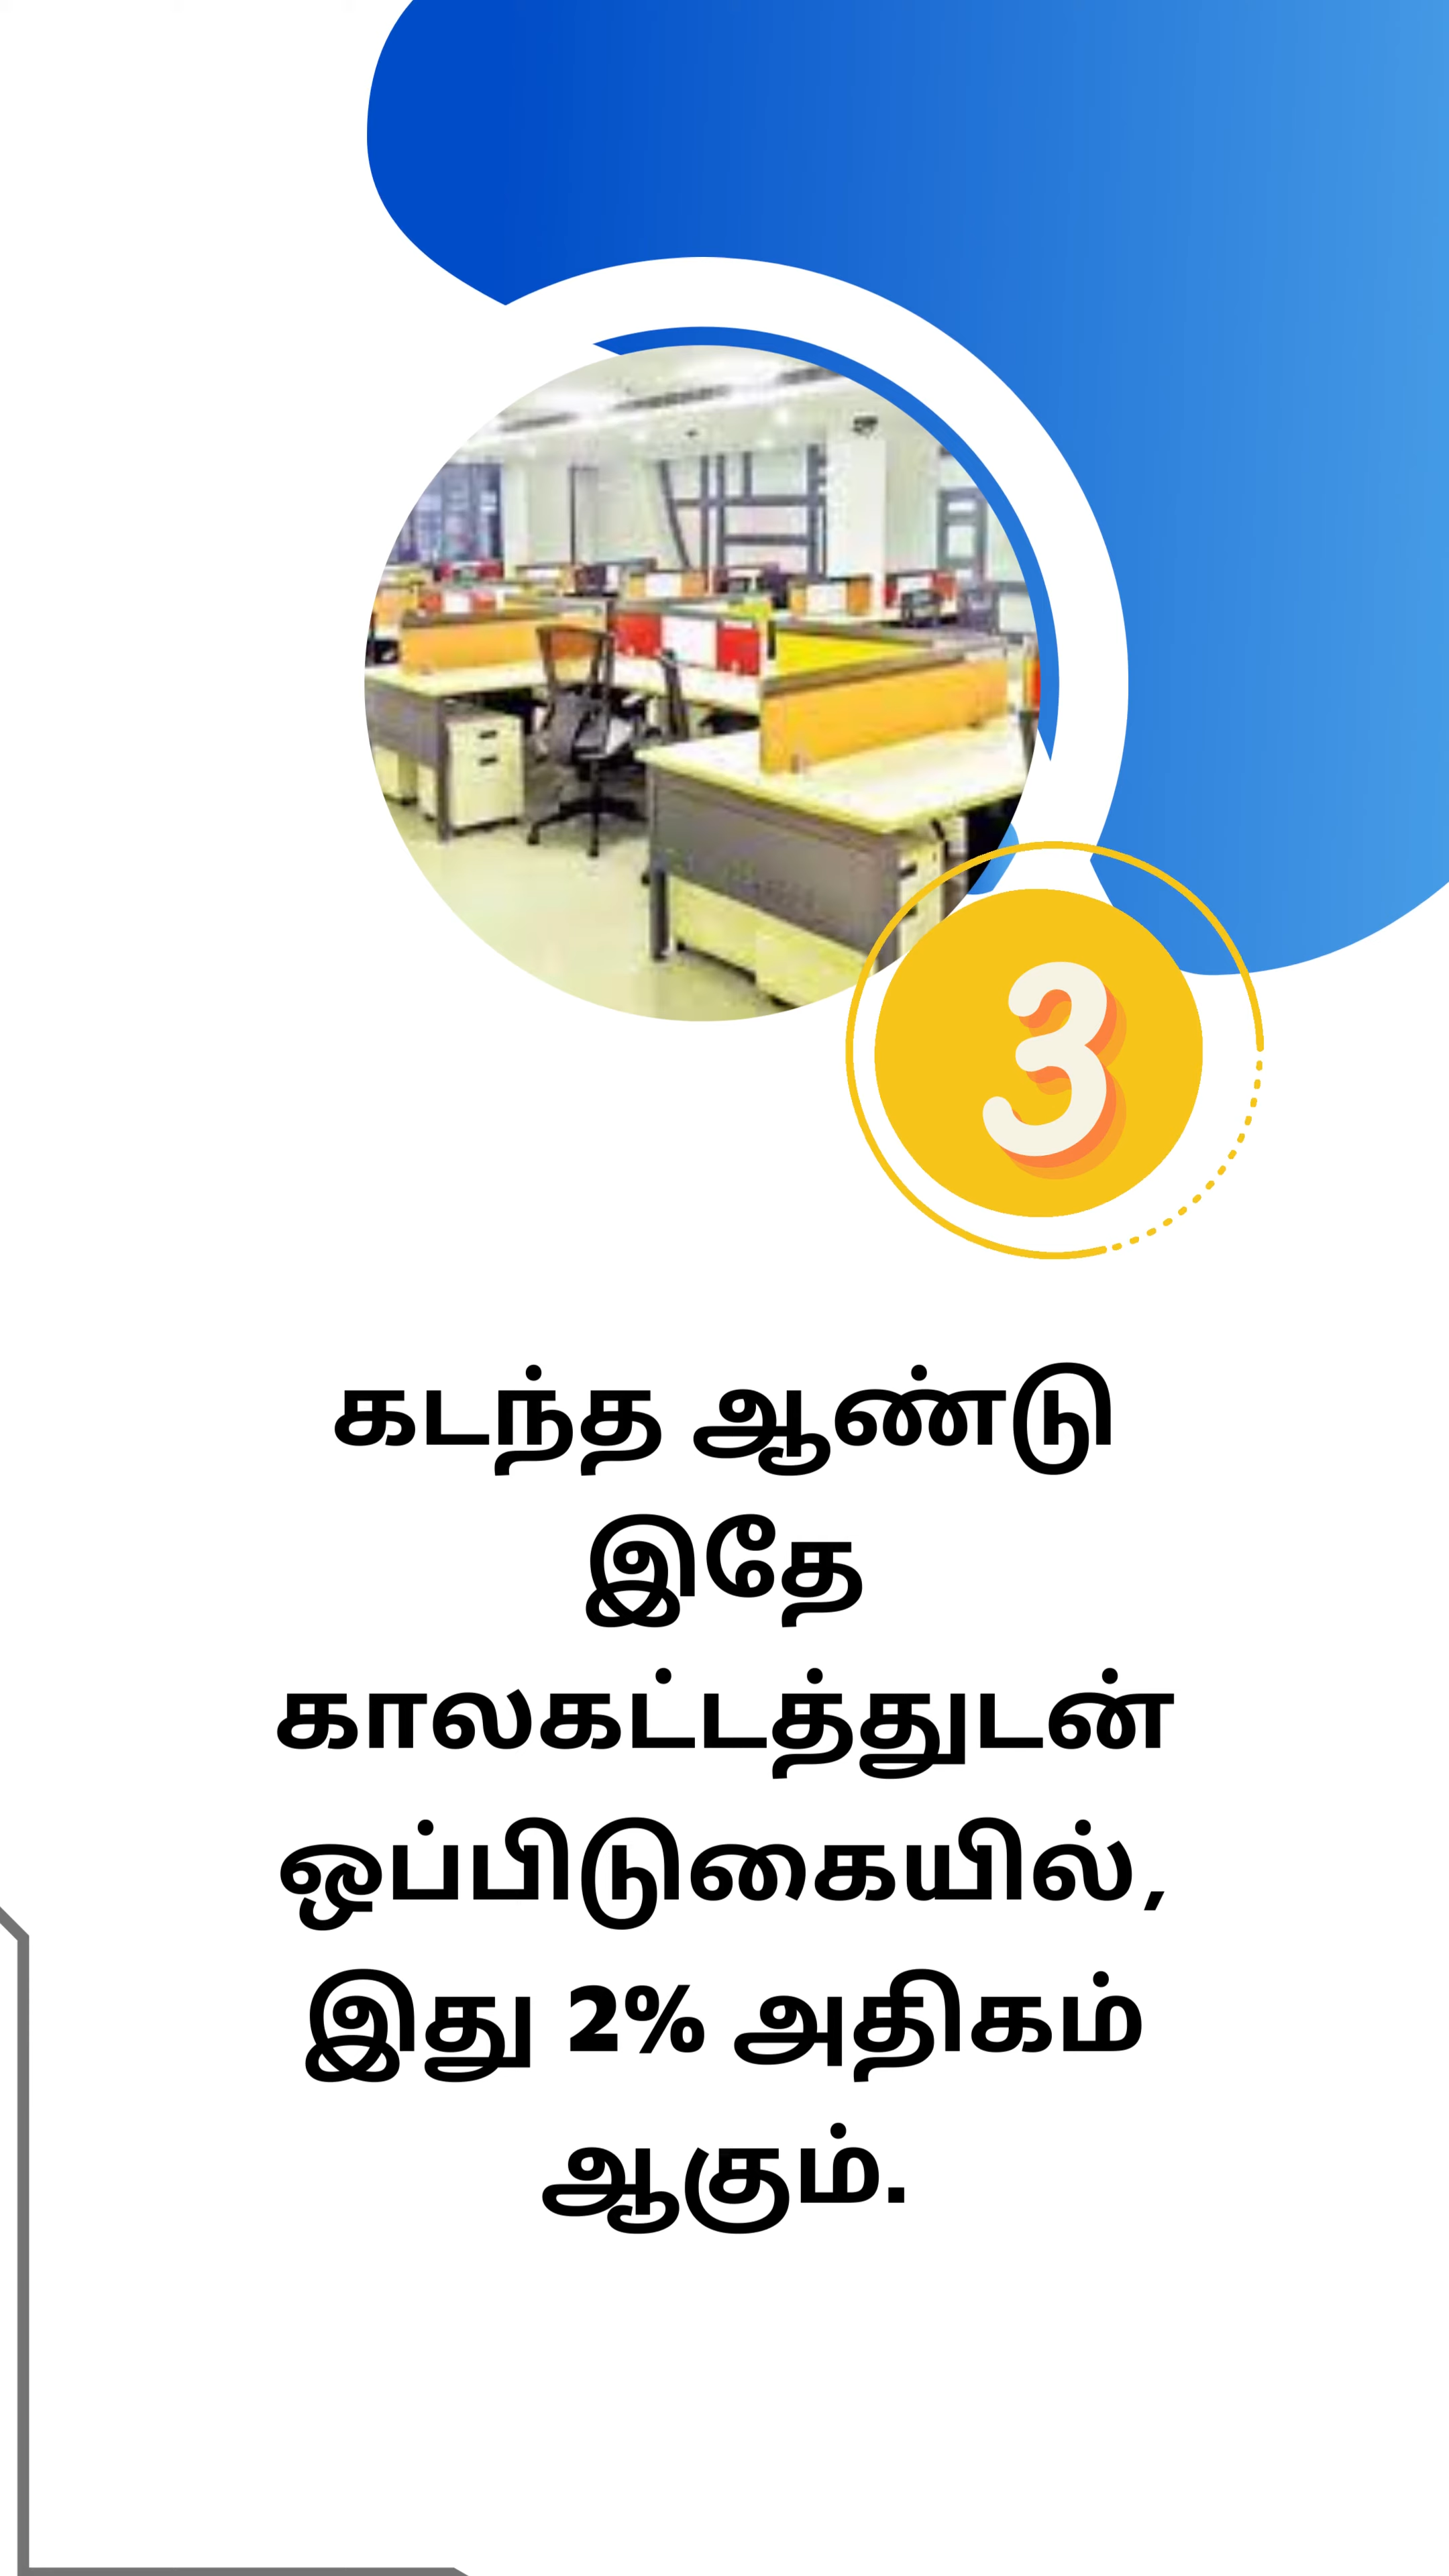 3
கடந்த ஆண்டு
இதே
காலகட்டத்துடன்
ஒப்பிடுகையில்,
இது 2% அதிகம்
ஆகும்.